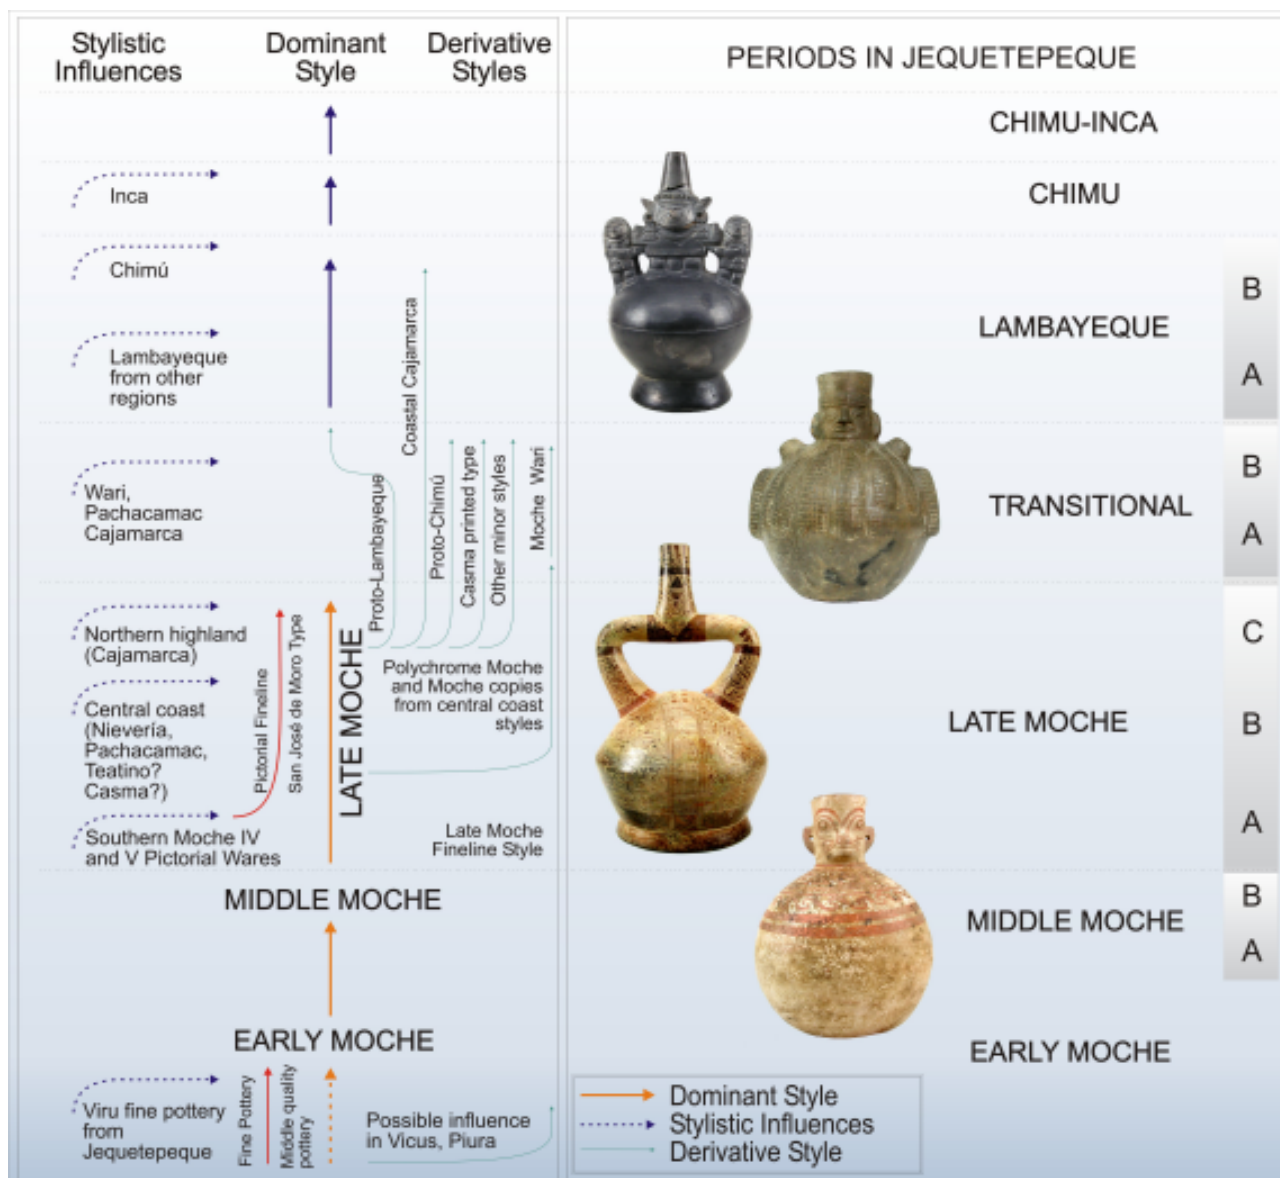 Stylistic
Influences
Dominant
Style
Derivative
Styles
PERIODS IN JEQUETEPEQUE
CHIMU-INCA
Inca
CHIMU
Chimú
Lambayeque
from other
regions
Coastal Cajamarca
LAMBAYEQUE
B
A
Wari,
Pachacamac
Cajamarca
Proto-Lambayeque
Proto-Chimú
Casma printed type
Other minor styles
Moche Wari
TRANSITIONAL
B
A
Northern highland
(Cajamarca)
Central coast
(Nievería,
Pachacamac,
Teatino?
Casma?)
Southern Moche IV
and V Pictorial Wares
Pictorial Fineline
San José de Moro Type
LATE MOCHE
Polychrome Moche
and Moche copies
from central coast
styles
Late Moche
Fineline Style
LATE MOCHE
C
B
A
MIDDLE MOCHE
MIDDLE MOCHE
B
A
EARLY MOCHE
EARLY MOCHE
Viru fine pottery
from
Jequetepeque
Fine Pottery
Middle quality
pottery
Possible influence
in Vicus, Piura
Dominant Style
Stylistic Influences
Derivative Style